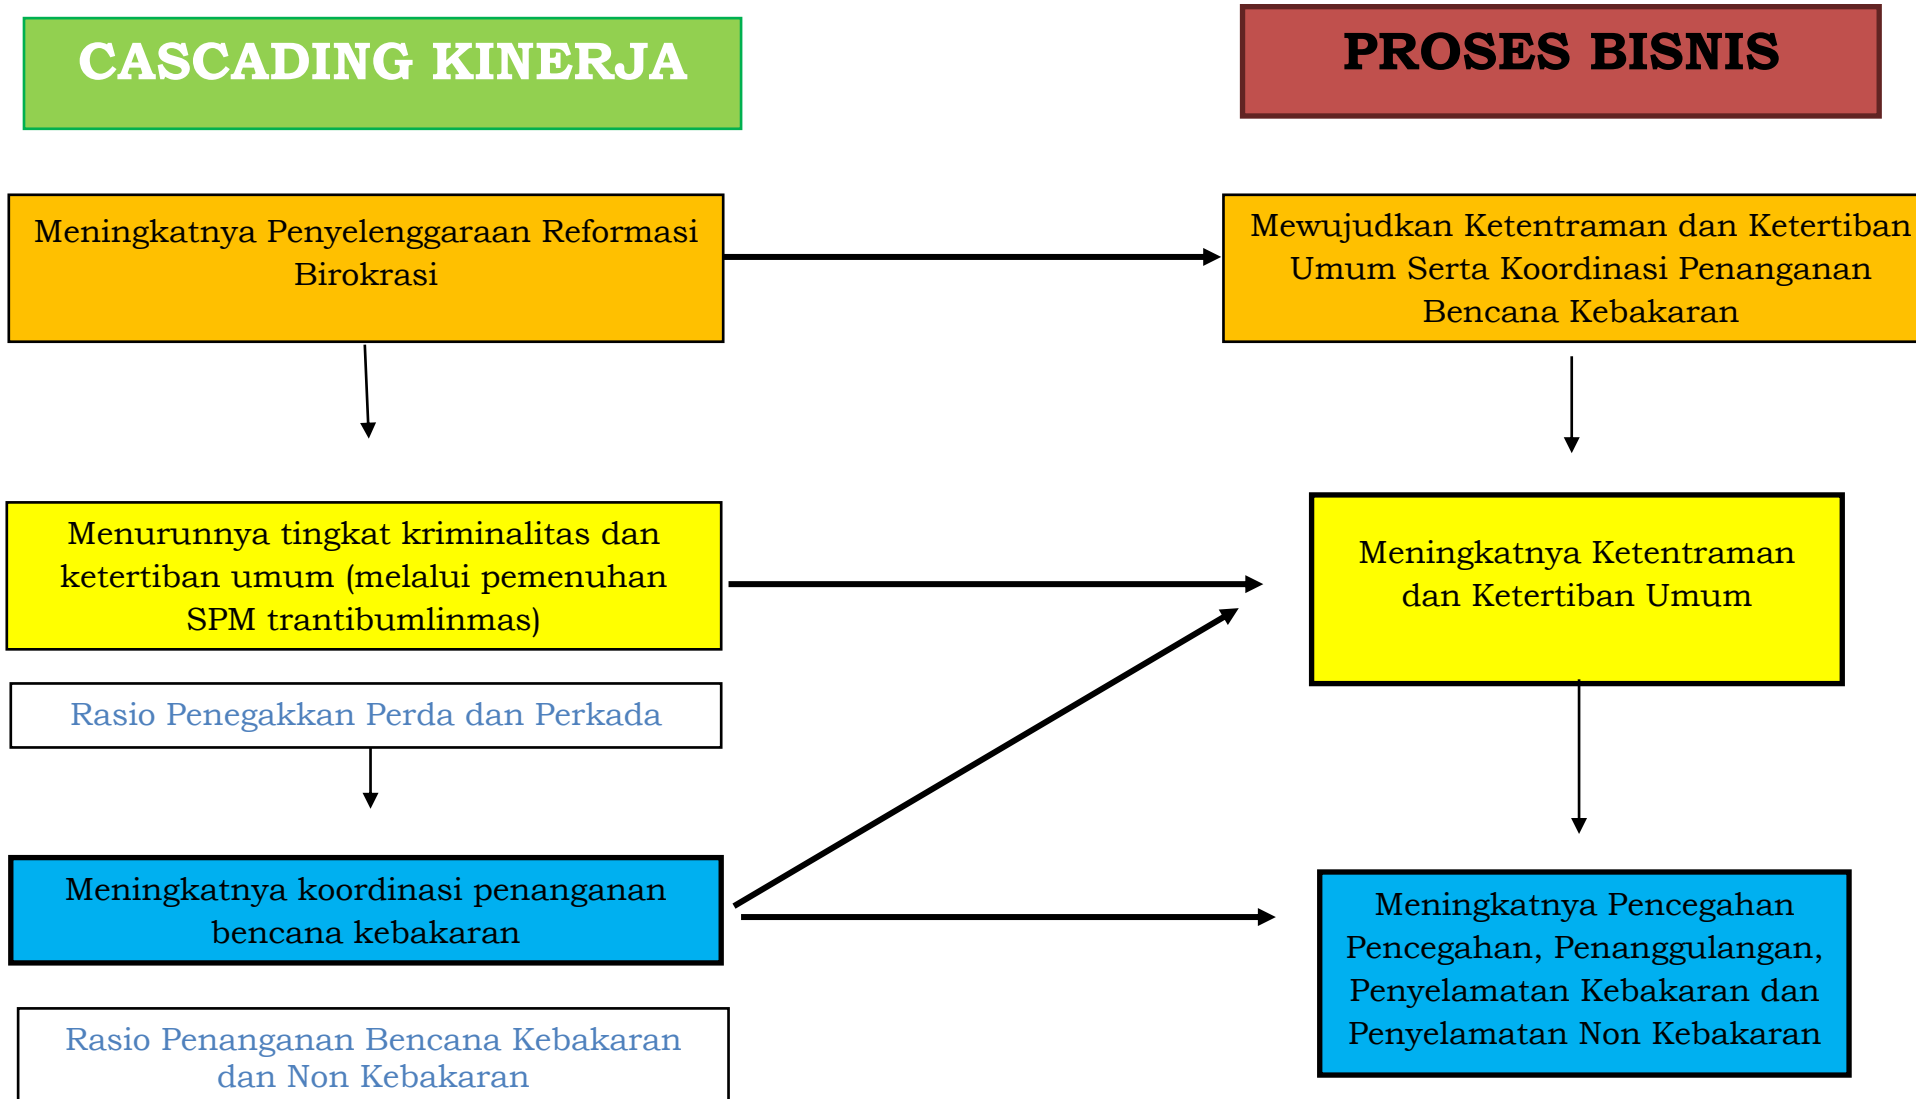 CASCADING KINERJA
PROSES BISNIS
Meningkatnya Penyelenggaraan Reformasi
Birokrasi
Mewujudkan Ketentraman dan Ketertiban
Umum Serta Koordinasi Penanganan
Bencana Kebakaran
Menurunnya tingkat kriminalitas dan
ketertiban umum (melalui pemenuhan
SPM trantibumlinmas)
Meningkatnya Ketentraman
dan Ketertiban Umum
Rasio Penegakkan Perda dan Perkada
Meningkatnya koordinasi penanganan
bencana kebakaran
Meningkatnya Pencegahan
Pencegahan, Penanggulangan,
Penyelamatan Kebakaran dan
Penyelamatan Non Kebakaran
Rasio Penanganan Bencana Kebakaran
dan Non Kebakaran